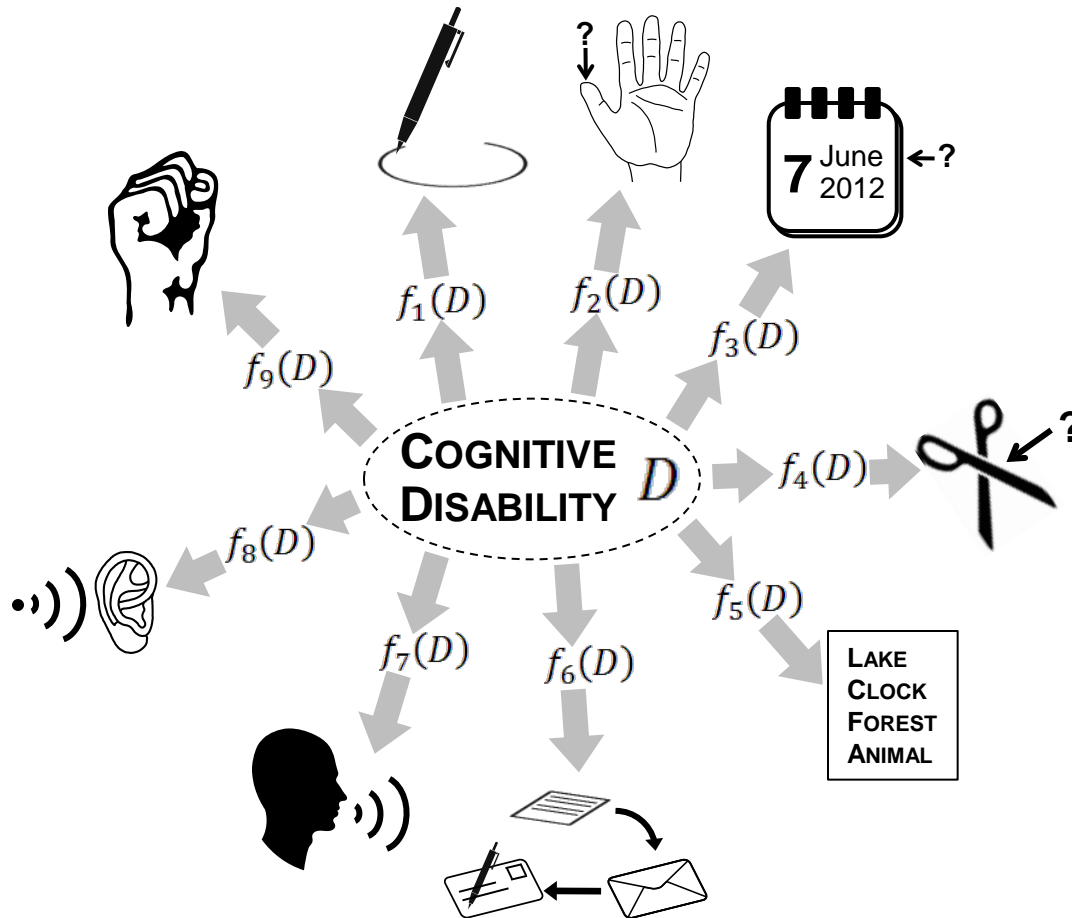 ?
7 June
2012
←?
f₁(D)
f₂(D)
f₃(D)
f₉(D)
?
COGNITIVE
DISABILITY D
f₄(D)
f₈(D)
f₅(D)
f₇(D)
f₆(D)
LAKE
CLOCK
FOREST
ANIMAL